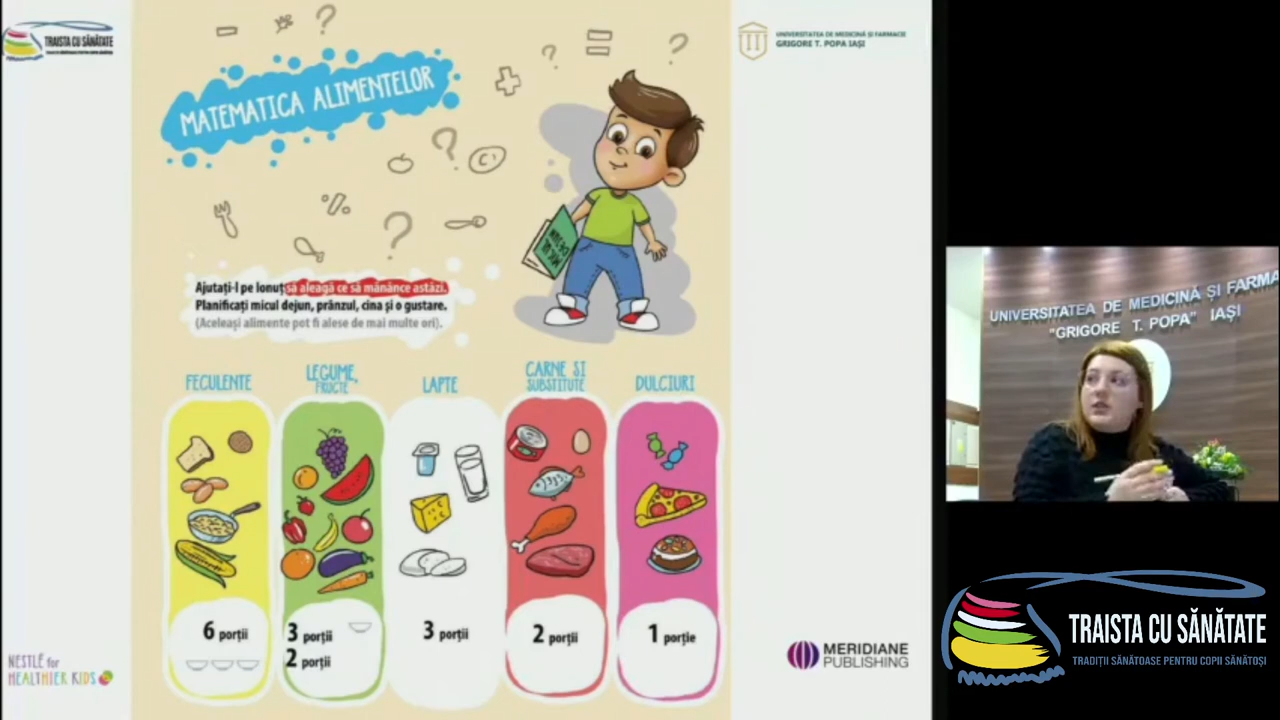 TRAISTA CU SĂNĂTATE
UNIVERSITATEA DE MEDICINĂ ȘI FARMACIE
GRIGORE T. POPA IAȘI
MATEMATICA ALIMENTELOR
Ajutați-l pe Ionuț să aleagă ce să mănânce astăzi.
Planificați micul dejun, prânzul, cina și o gustare.
(Aceleași alimente pot fi alese de mai multe ori).
FECULENTE
LEGUME,
FRUCTE
LAPTE
CARNE SI
SUBSTITUTE
DULCIURI
6 porții
3 porții
2 porții
3 porții
2 porții
1 porție
NESTLÉ for
HEALTHIER KIDS
MERIDIANE
PUBLISHING
UNIVERSITATEA DE MEDICINĂ ȘI FARMA
"GRIGORE T. POPA" IAȘI
TRAISTA CU SĂNĂTATE
TRADIȚII SĂNĂTOASE PENTRU COPII SĂNĂTOȘI